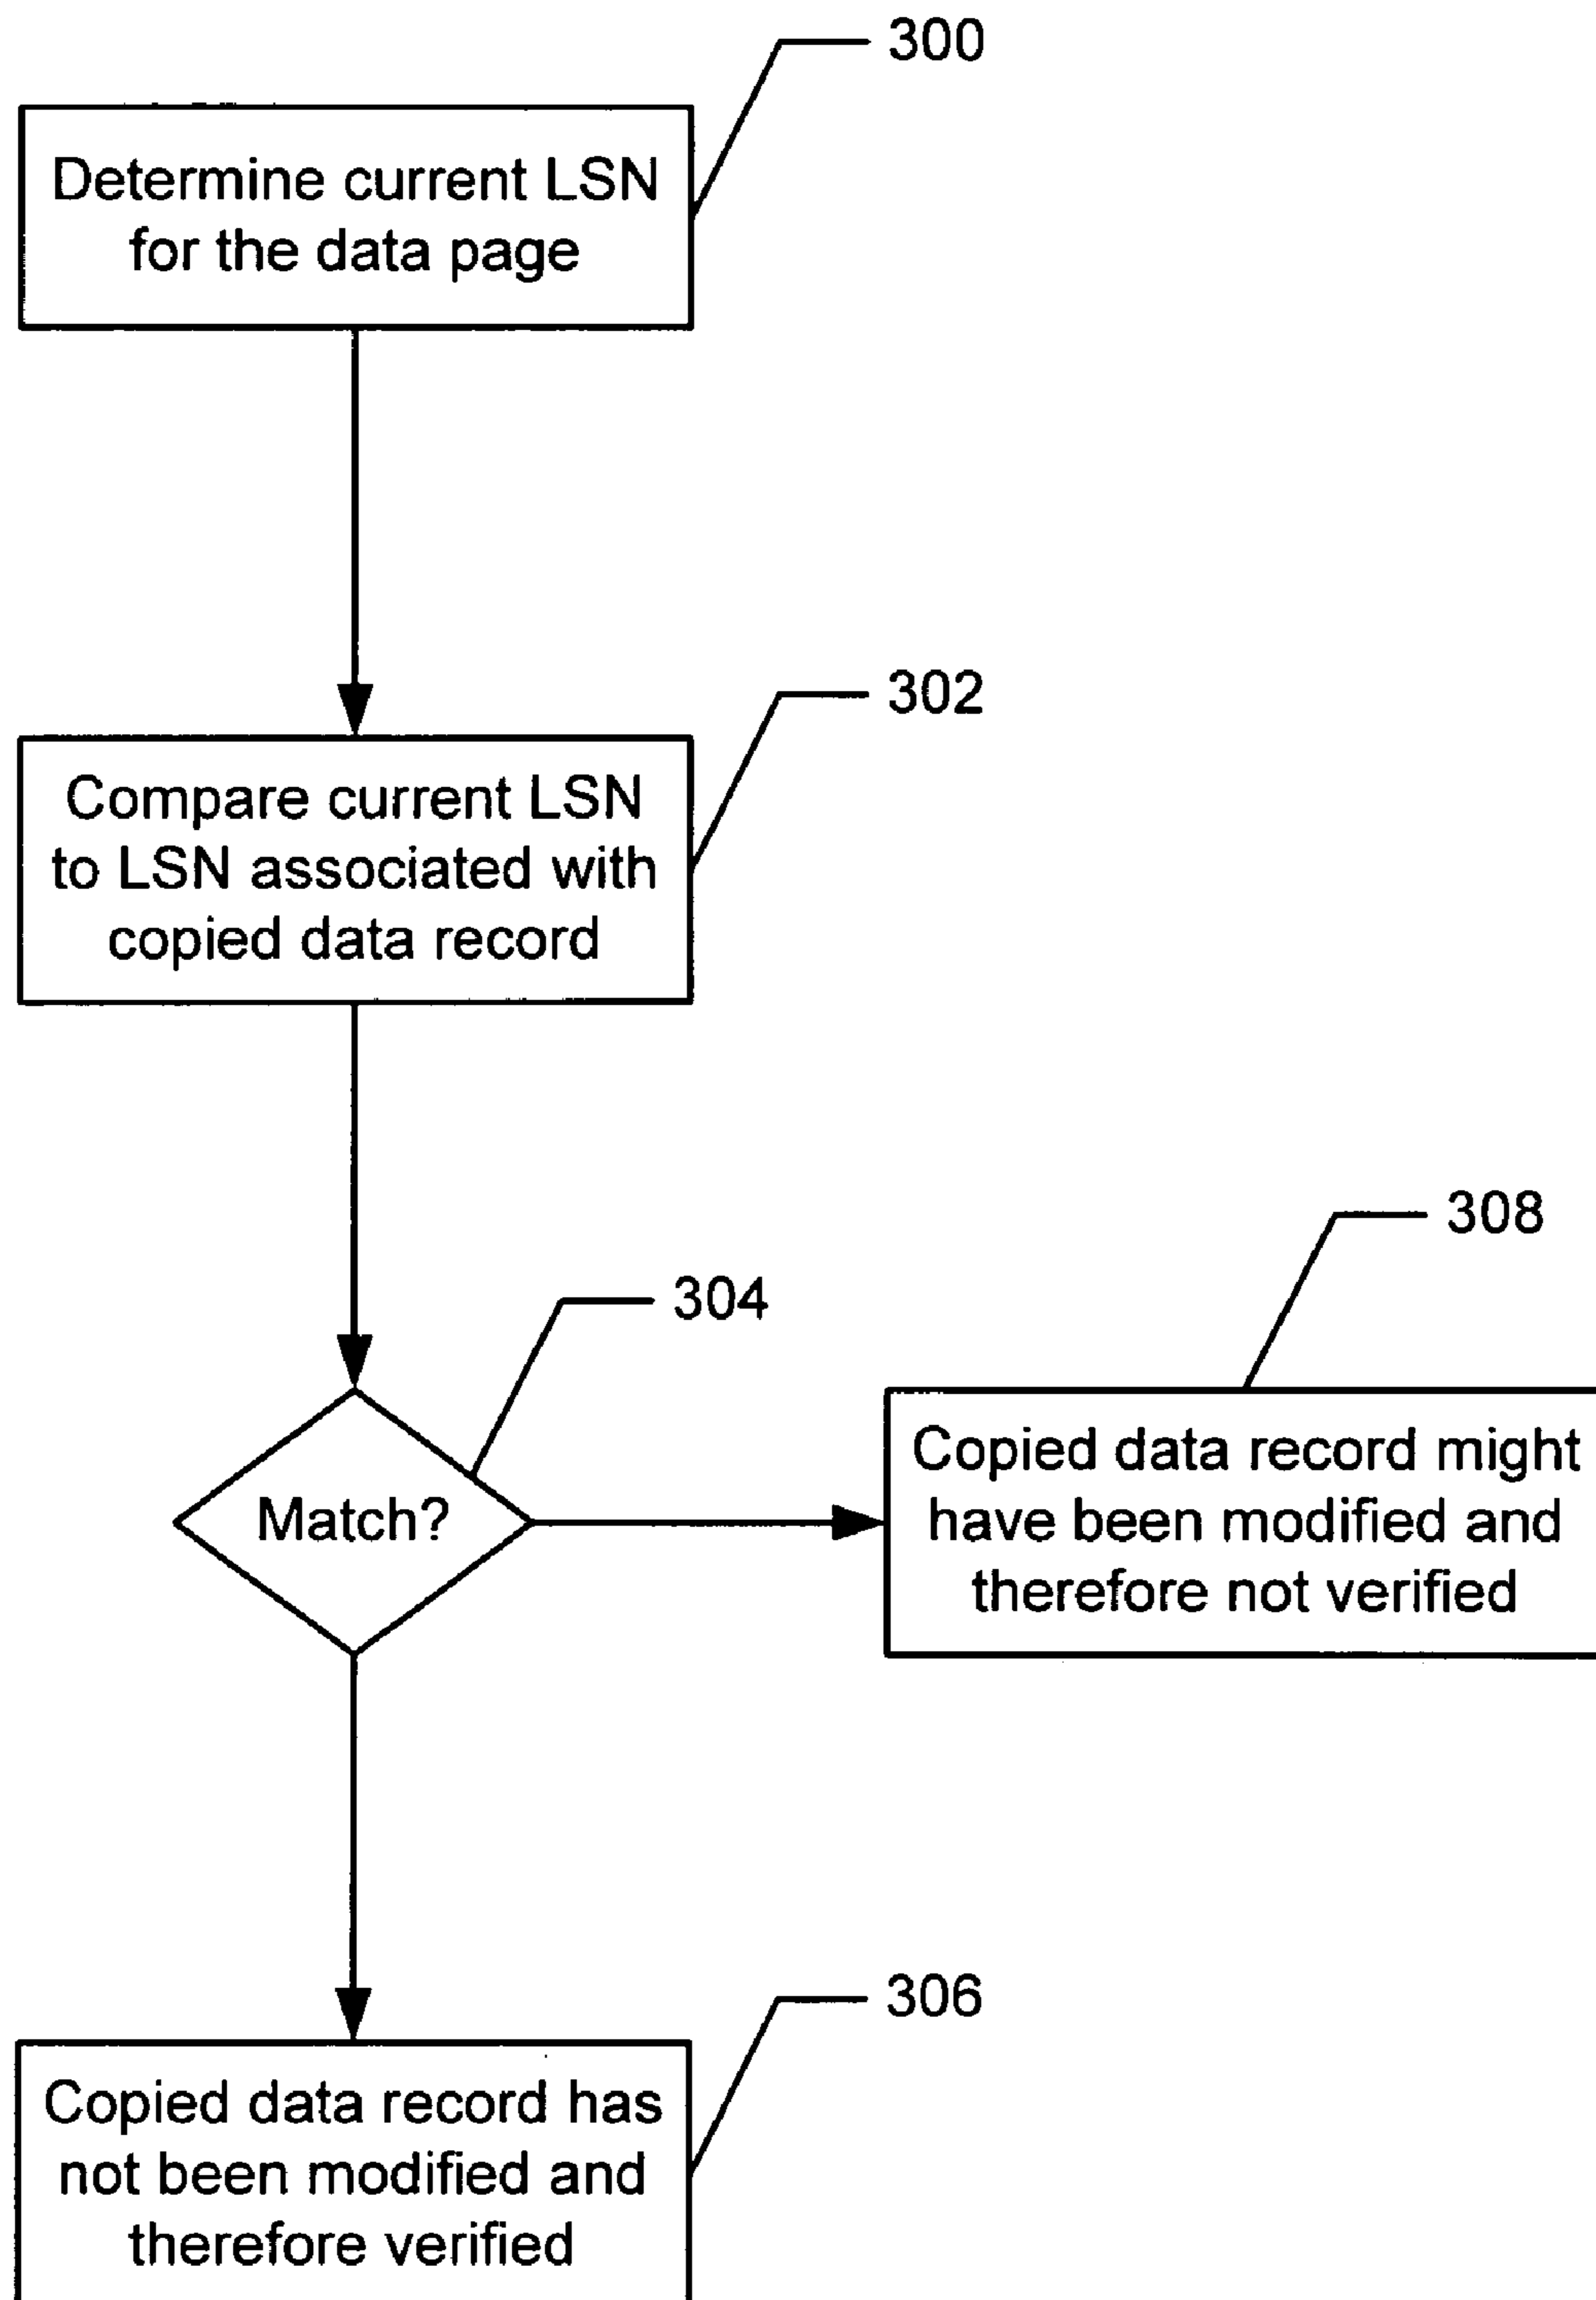 300
Determine current LSN
for the data page
302
Compare current LSN
to LSN associated with
copied data record
304
Match?
308
Copied data record might
have been modified and
therefore not verified
306
Copied data record has
not been modified and
therefore verified